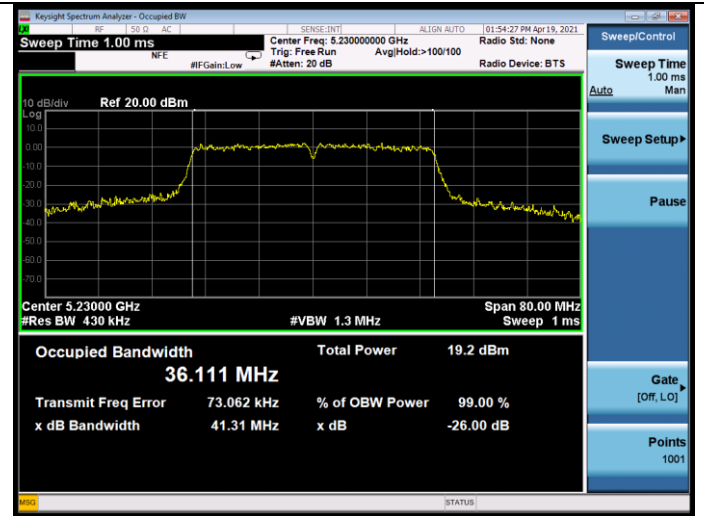 Keysight Spectrum Analyzer - Occupied BW
RF 50 Ω AC SENSE:INT ALIGN AUTO 01:54:27 PM Apr 19, 2021
Sweep Time 1.00 ms Center Freq: 5.230000000 GHz Radio Std: None
NFE Trig: Free Run Avg|Hold:>100/100
#IFGain:Low #Atten: 20 dB Radio Device: BTS
10 dB/div Ref 20.00 dBm
Log
10.0
0.00
-10.0
-20.0
-30.0
-40.0
-50.0
-60.0
-70.0
Center 5.23000 GHz Span 80.00 MHz
#Res BW 430 kHz #VBW 1.3 MHz Sweep 1 ms
Occupied Bandwidth Total Power 19.2 dBm
36.111 MHz
Transmit Freq Error 73.062 kHz % of OBW Power 99.00 %
x dB Bandwidth 41.31 MHz x dB -26.00 dB
MSG STATUS
Sweep/Control
Sweep Time
1.00 ms
Auto Man
Sweep Setup
Pause
Gate
[Off, LO]
Points
1001